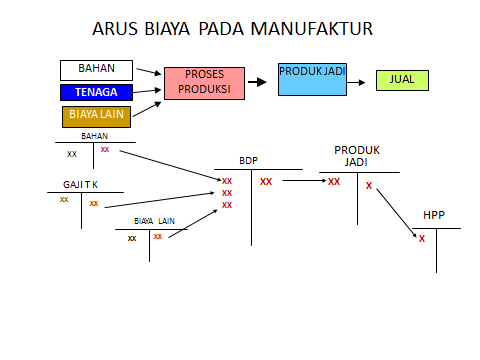 ARUS BIAYA PADA MANUFAKTUR
BAHAN
TENAGA
BIAYA LAIN
PROSES
PRODUKSI
PRODUK JADI
JUAL
BAHAN
xx xx
GAJI T K
xx xx
BIAYA LAIN
xx xx
BDP
xx xx
xx
xx
PRODUK
JADI
xx x
HPP
x